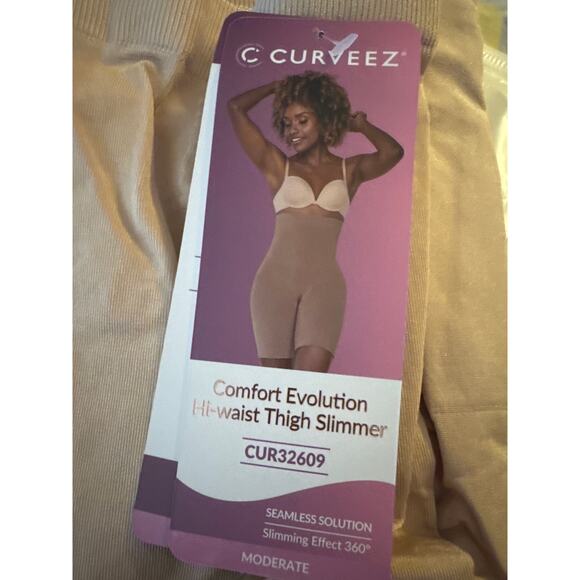 CURVEEZ®
Comfort Evolution
Hi-waist Thigh Slimmer
CUR32609
SEAMLESS SOLUTION
Slimming Effect 360°
MODERATE